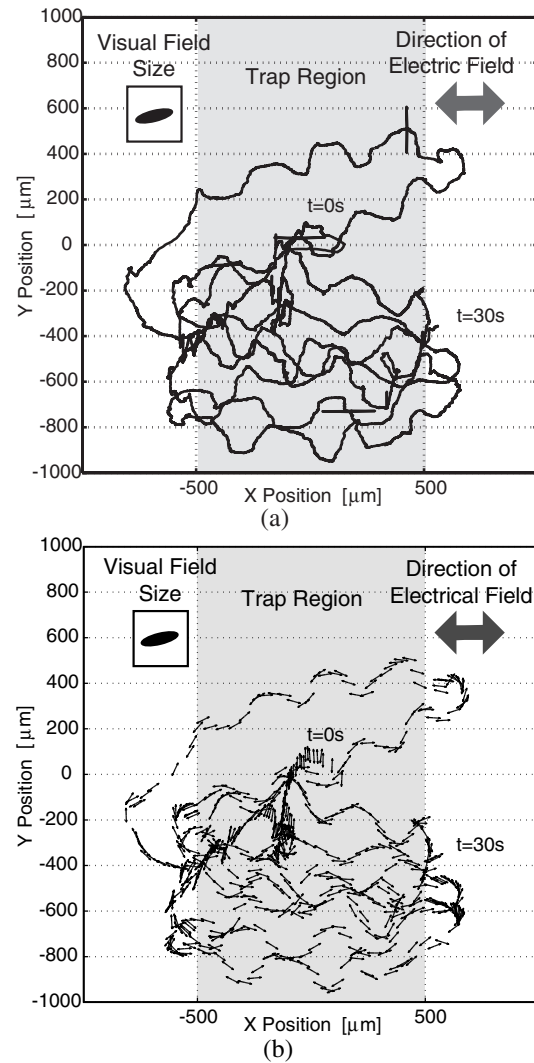 1000
Visual Field
Size
Direction of
Electric Field
800
Trap Region
600
400
200
t=0s
0
-200
t=30s
-400
-600
-800
-1000
Y Position [μm]
-500
500
X Position [μm]
(a)
1000
Visual Field
Size
Direction of
Electrical Field
800
Trap Region
600
400
200
t=0s
0
-200
t=30s
-400
-600
-800
-1000
Y Position [μm]
-500
500
X Position [μm]
(b)